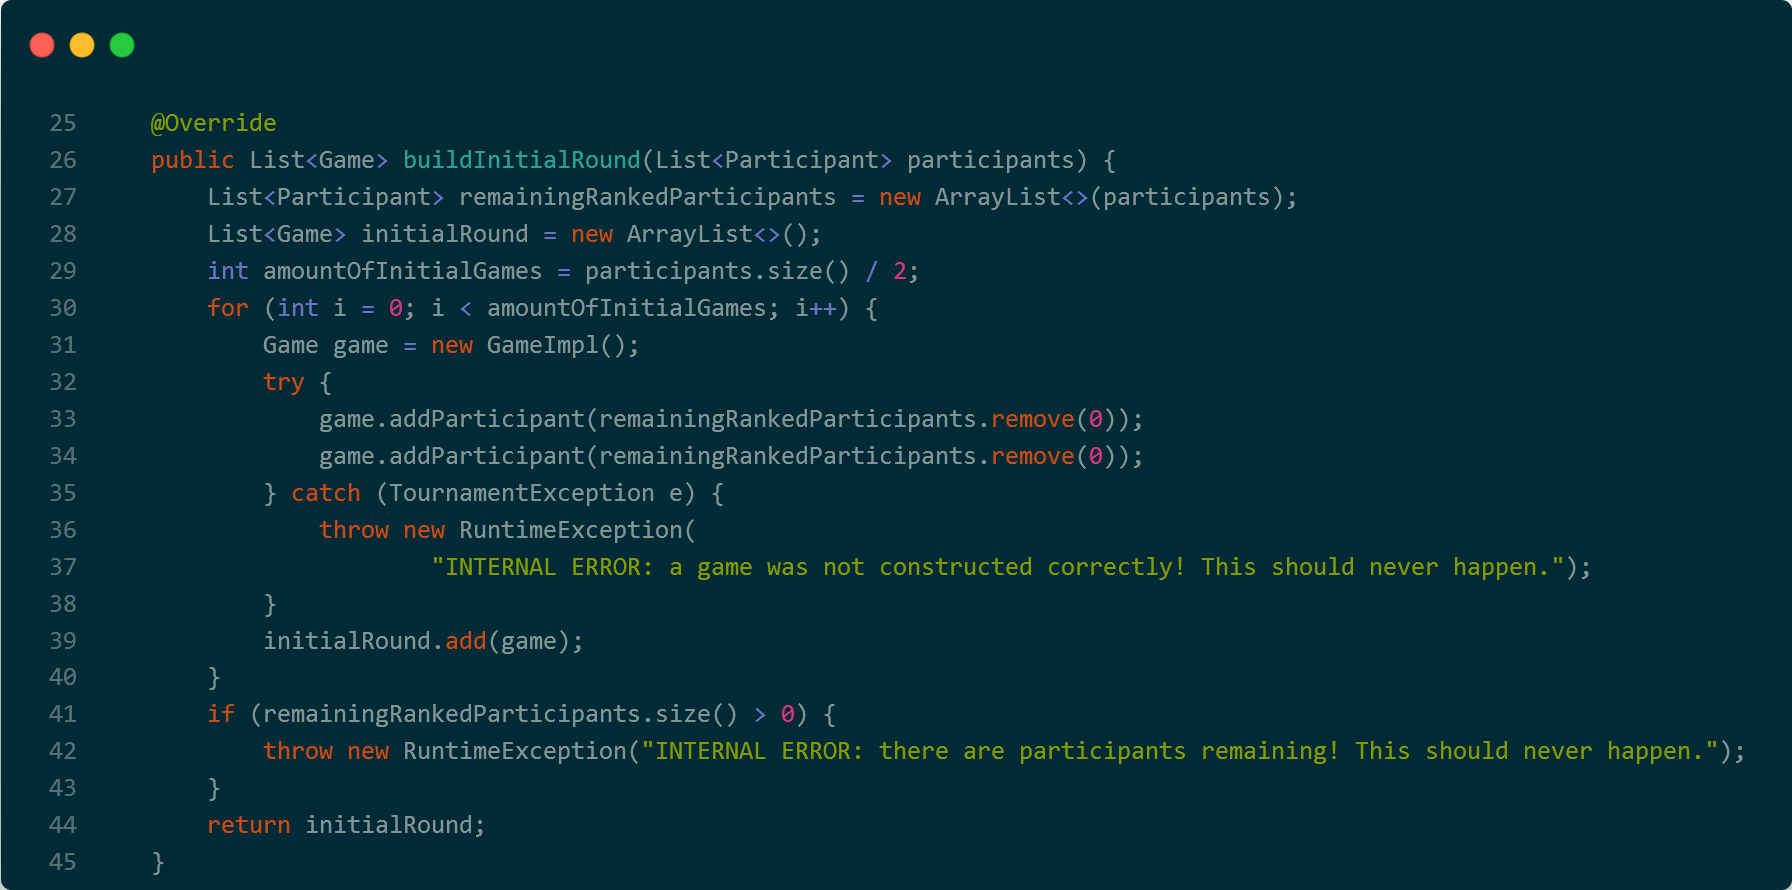 25    @Override
26    public List<Game> buildInitialRound(List<Participant> participants) {
27        List<Participant> remainingRankedParticipants = new ArrayList<>(participants);
28        List<Game> initialRound = new ArrayList<>();
29        int amountOfInitialGames = participants.size() / 2;
30        for (int i = 0; i < amountOfInitialGames; i++) {
31            Game game = new GameImpl();
32            try {
33                game.addParticipant(remainingRankedParticipants.remove(0));
34                game.addParticipant(remainingRankedParticipants.remove(0));
35            } catch (TournamentException e) {
36                throw new RuntimeException(
37                        "INTERNAL ERROR: a game was not constructed correctly! This should never happen.");
38            }
39            initialRound.add(game);
40        }
41        if (remainingRankedParticipants.size() > 0) {
42            throw new RuntimeException("INTERNAL ERROR: there are participants remaining! This should never happen.");
43        }
44        return initialRound;
45    }